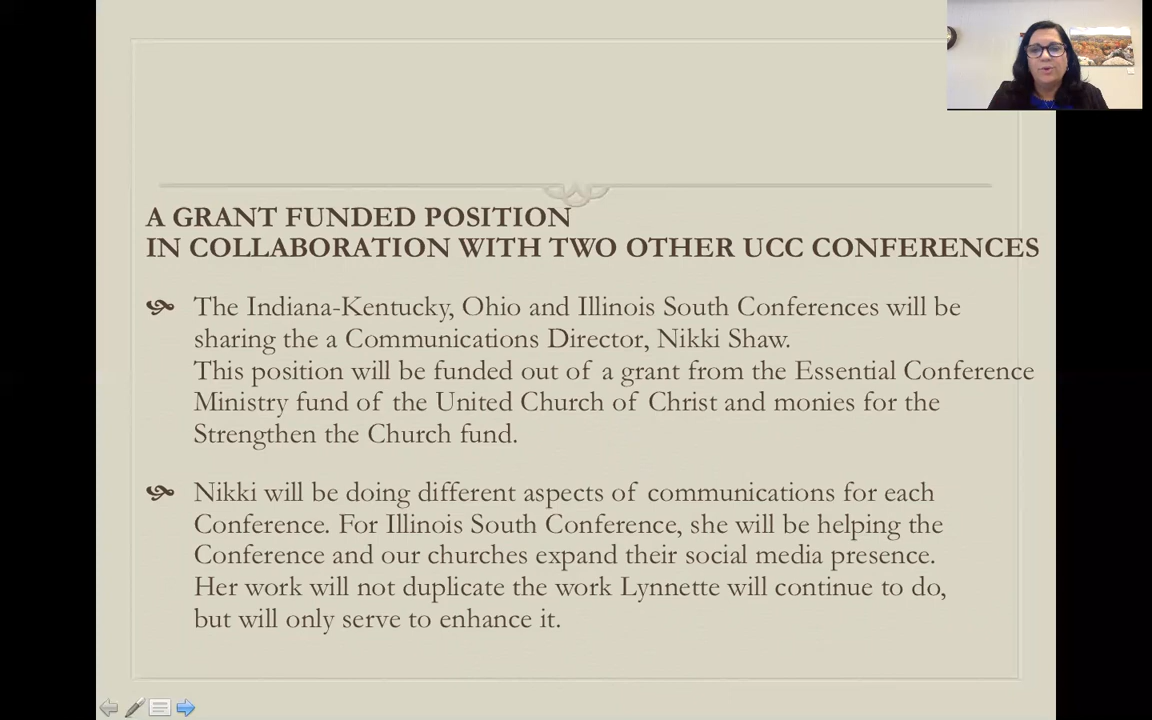 A GRANT FUNDED POSITION
IN COLLABORATION WITH TWO OTHER UCC CONFERENCES
The Indiana-Kentucky, Ohio and Illinois South Conferences will be
sharing the a Communications Director, Nikki Shaw.
This position will be funded out of a grant from the Essential Conference
Ministry fund of the United Church of Christ and monies for the
Strengthen the Church fund.
Nikki will be doing different aspects of communications for each
Conference. For Illinois South Conference, she will be helping the
Conference and our churches expand their social media presence.
Her work will not duplicate the work Lynnette will continue to do,
but will only serve to enhance it.